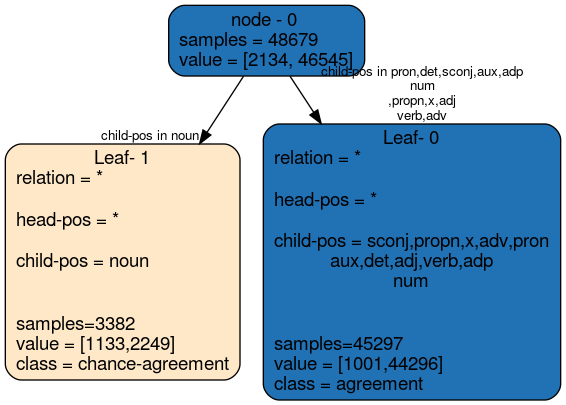 node - 0
samples = 48679
value = [2134, 46545]
child-pos in pron,det,sconj,aux,adp
num
,propn,x,adj
verb,adv
child-pos in noun
Leaf- 1
relation = *
head-pos = *
child-pos = noun
samples=3382
value = [1133,2249]
class = chance-agreement
Leaf- 0
relation = *
head-pos = *
child-pos = sconj,propn,x,adv,pron
aux,det,adj,verb,adp
num
samples=45297
value = [1001,44296]
class = agreement